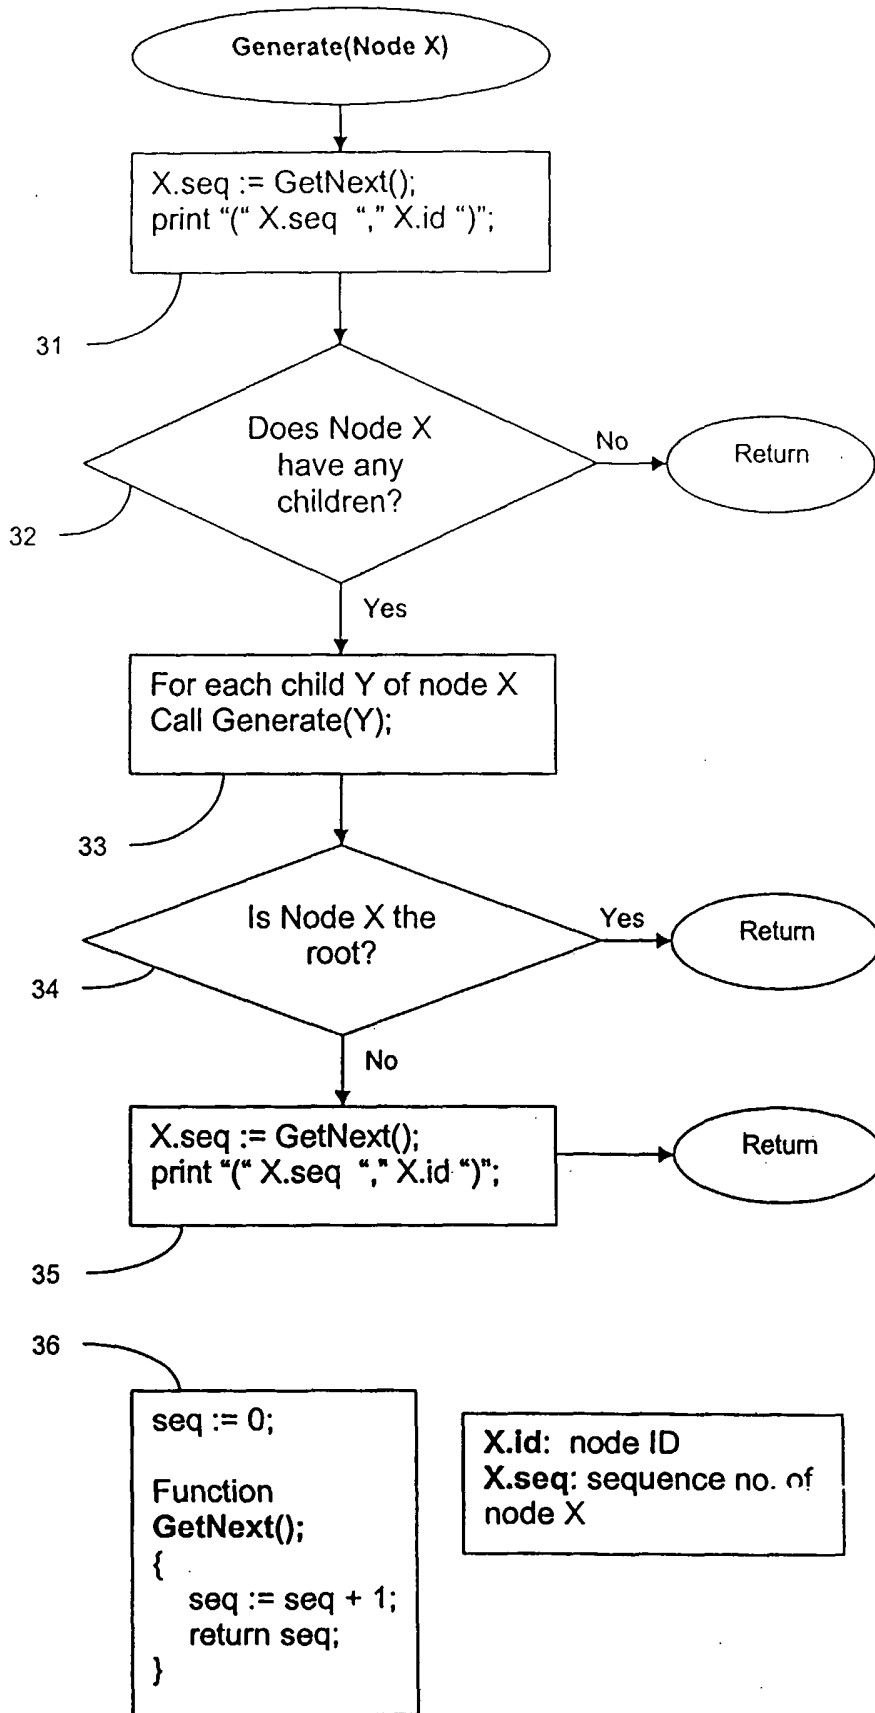 Generate(Node X)
X.seq := GetNext();
print “(“ X.seq “,” X.id “)”;
31
Does Node X
have any
children?
No
Return
32
Yes
For each child Y of node X
Call Generate(Y);
33
Is Node X the
root?
Yes
Return
34
No
X.seq := GetNext();
print “(“ X.seq “,” X.id “)”;
Return
35
36
seq := 0;
Function
GetNext();
{
seq := seq + 1;
return seq;
}
X.id: node ID
X.seq: sequence no. of
node X